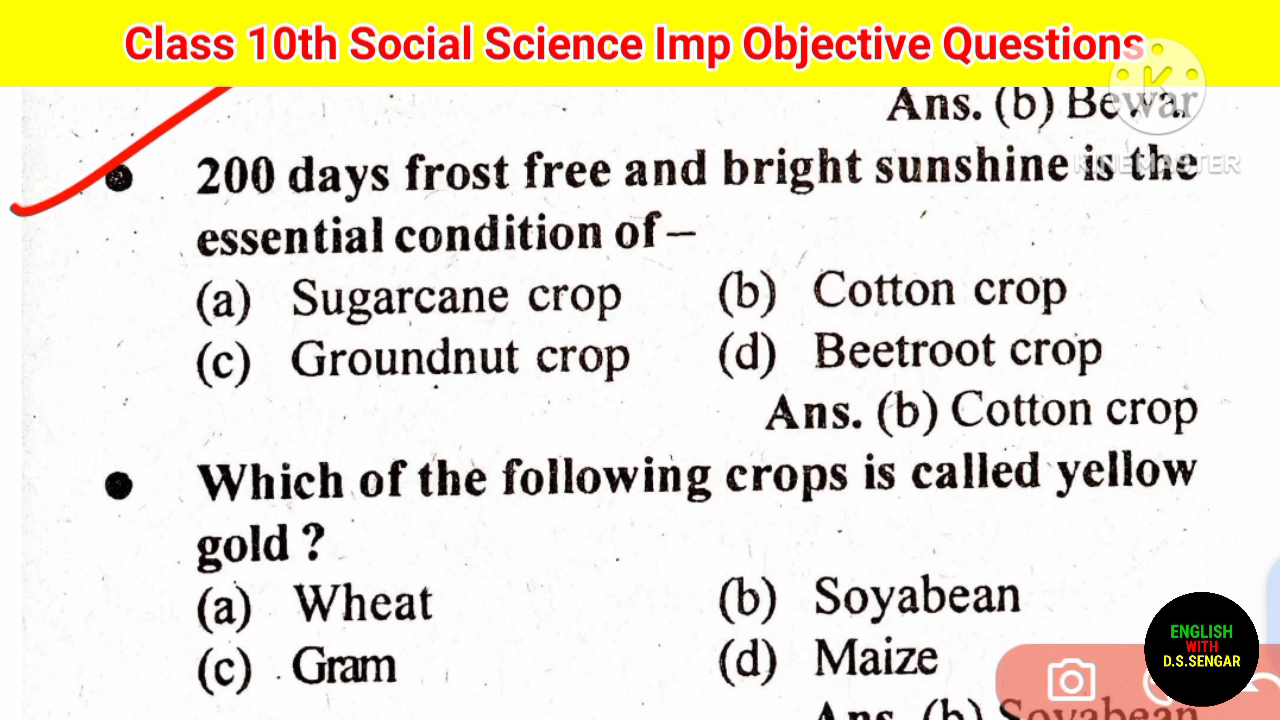 Class 10th Social Science Imp Objective Questions
Ans. (b) Bewar
K
KINEMASTER
200 days frost free and bright sunshine is the
essential condition of –
(a) Sugarcane crop (b) Cotton crop
(c) Groundnut crop (d) Beetroot crop
Ans. (b) Cotton crop
Which of the following crops is called yellow
gold ?
(a) Wheat (b) Soyabean
(c) Gram (d) Maize
Ans. (b) Soyabean
ENGLISH
WITH
D.S.SENGAR